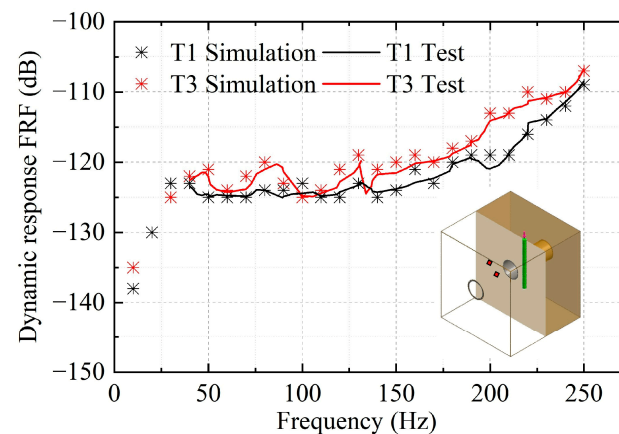 −100
−110
−120
−125
−130
−140
−150
Dynamic response FRF (dB)
T1 Simulation T1 Test
T3 Simulation T3 Test
0 50 100 150 200 250
Frequency (Hz)